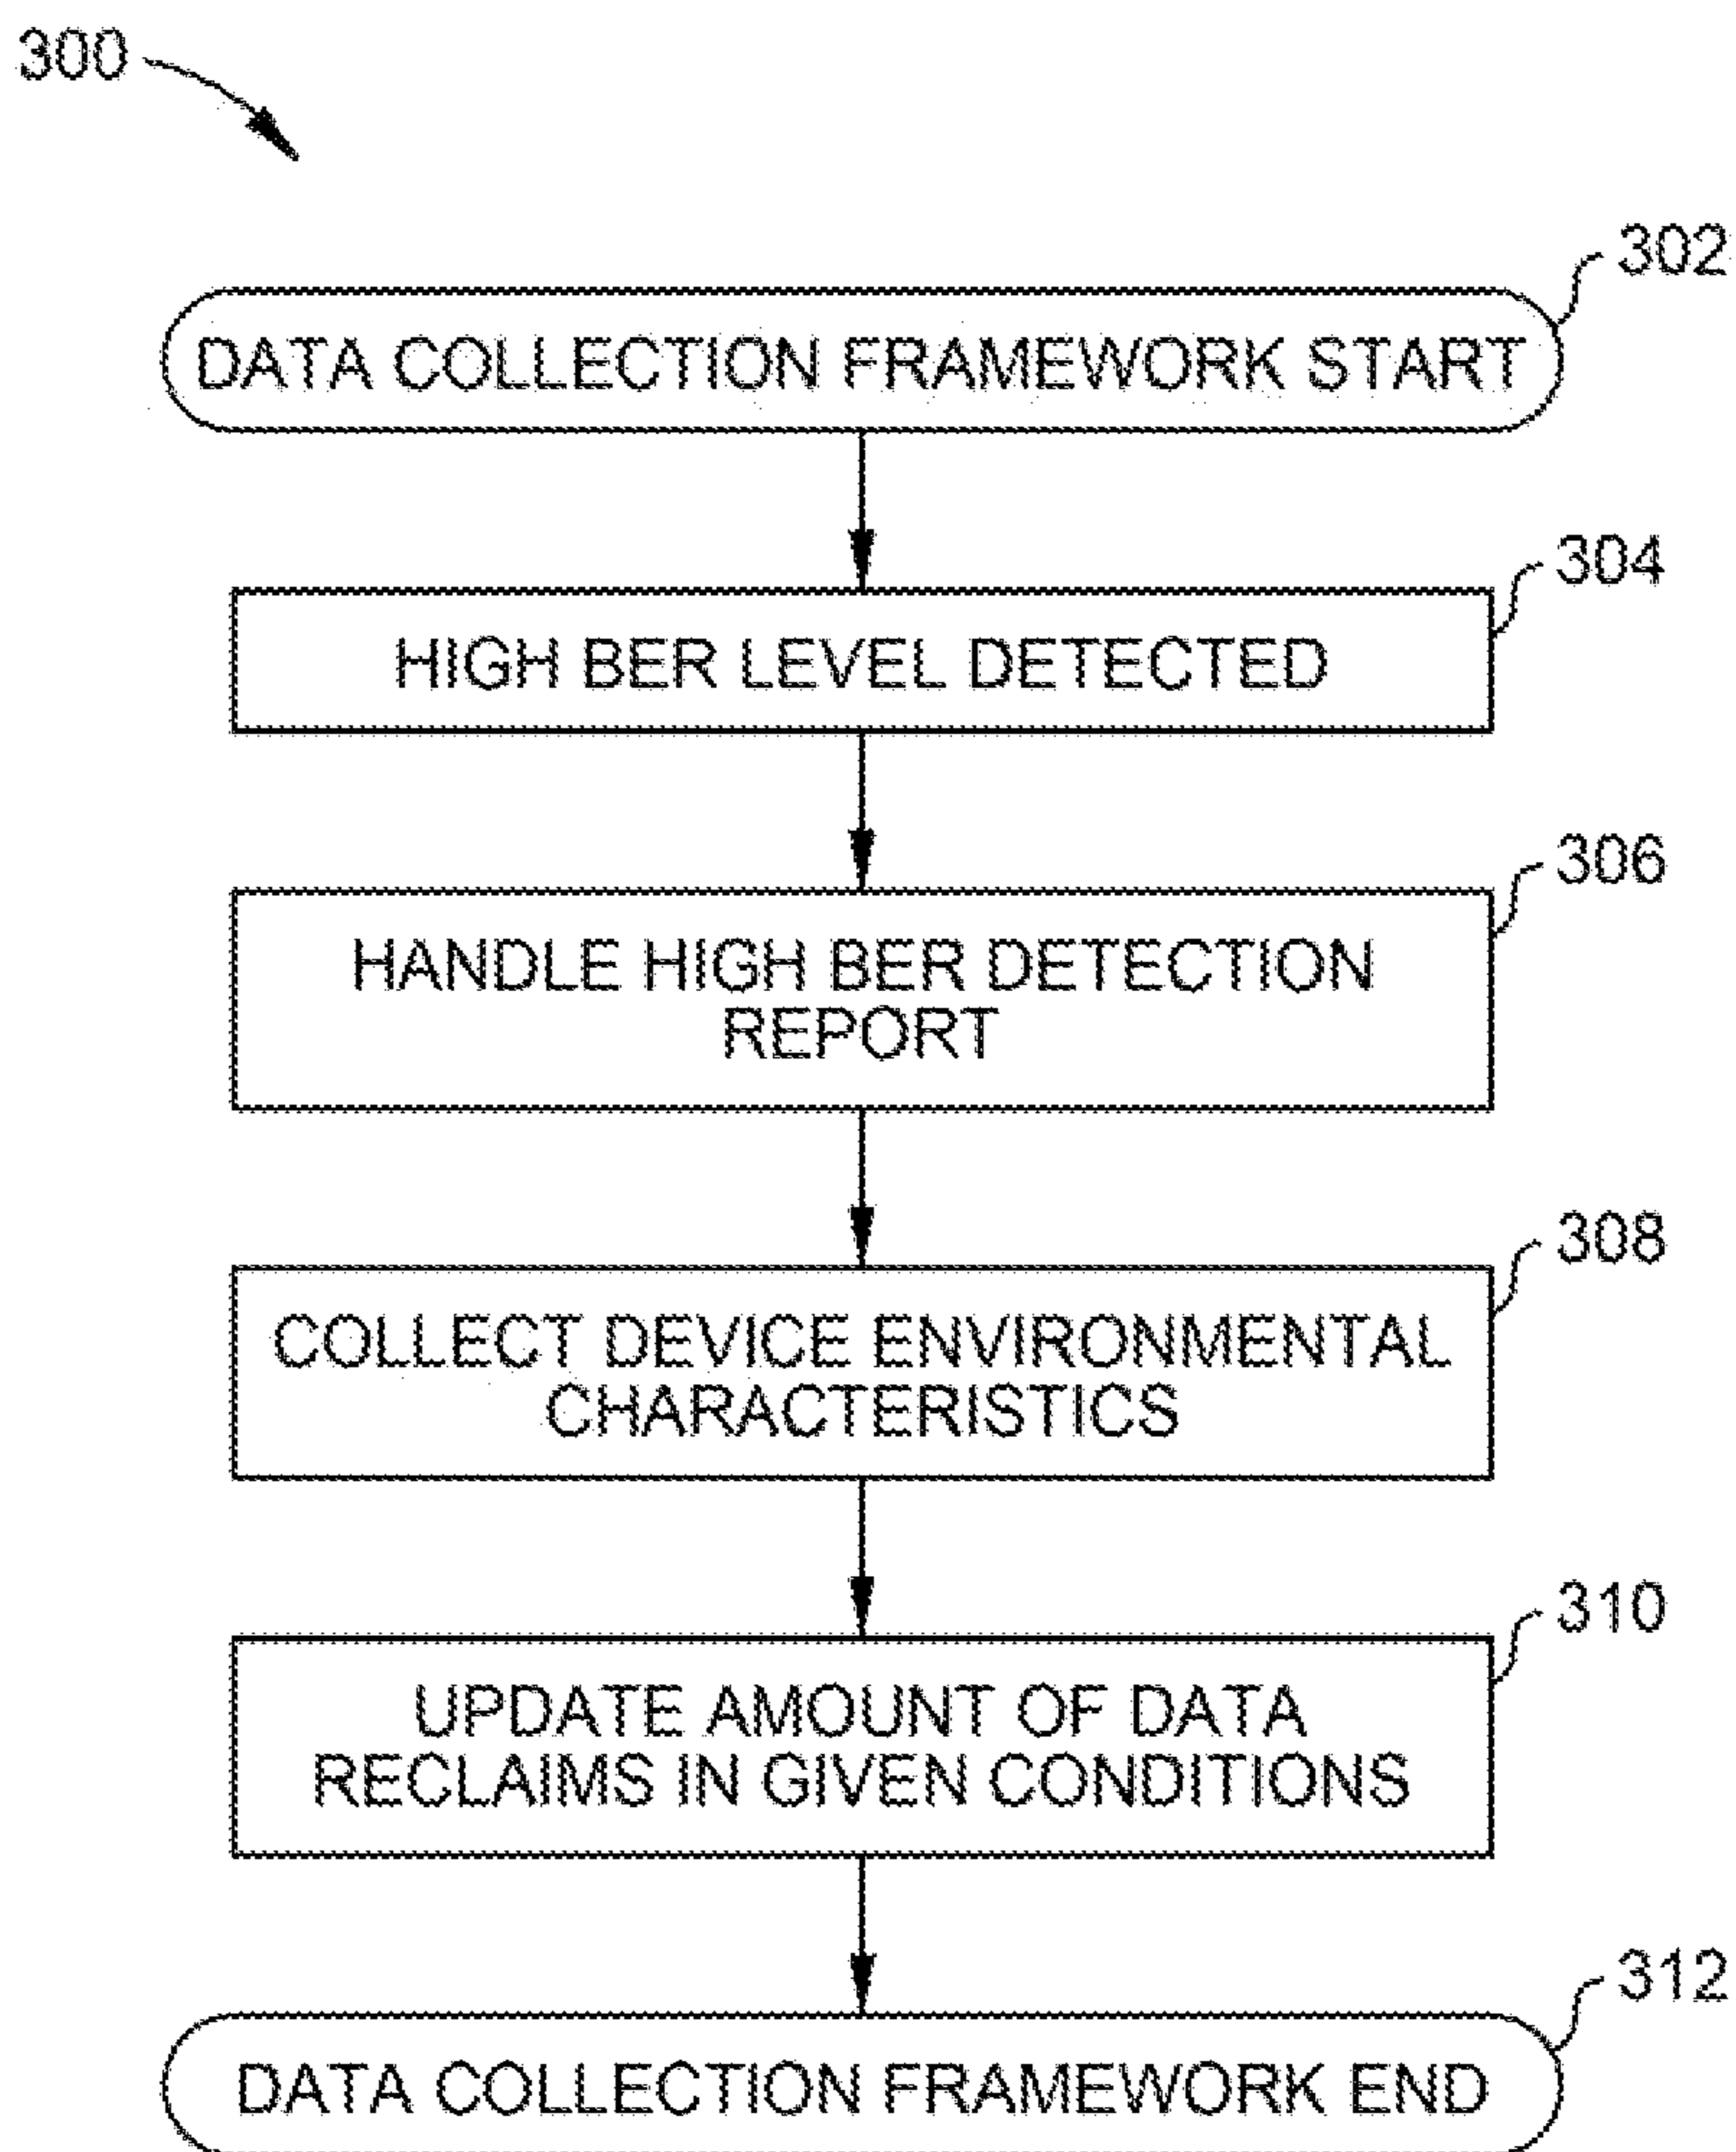 300
302
DATA COLLECTION FRAMEWORK START
304
HIGH BER LEVEL DETECTED
306
HANDLE HIGH BER DETECTION
REPORT
308
COLLECT DEVICE ENVIRONMENTAL
CHARACTERISTICS
310
UPDATE AMOUNT OF DATA
RECLAIMS IN GIVEN CONDITIONS
312
DATA COLLECTION FRAMEWORK END